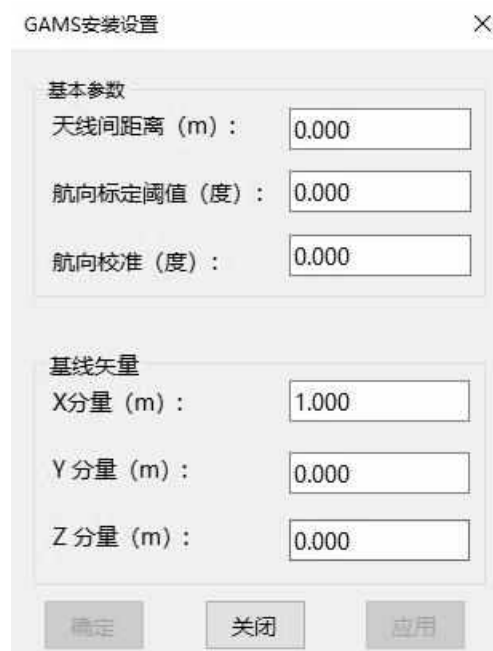 GAMS安装设置
基本参数
天线间距离（m）： 0.000
航向标定阈值（度）： 0.000
航向校准（度）： 0.000
基线矢量
X分量（m）： 1.000
Y 分量（m）： 0.000
Z 分量（m）： 0.000
确定 关闭 应用